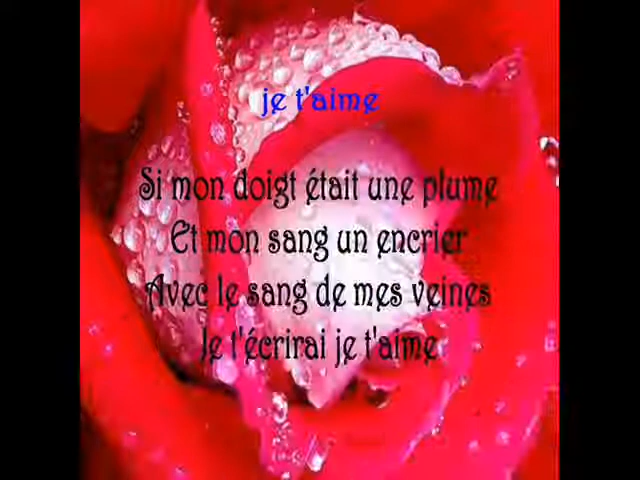 je t'aime
Si mon doigt était une plume
Et mon sang un encrier
Avec le sang de mes veines
Je t'écrirai je t'aime